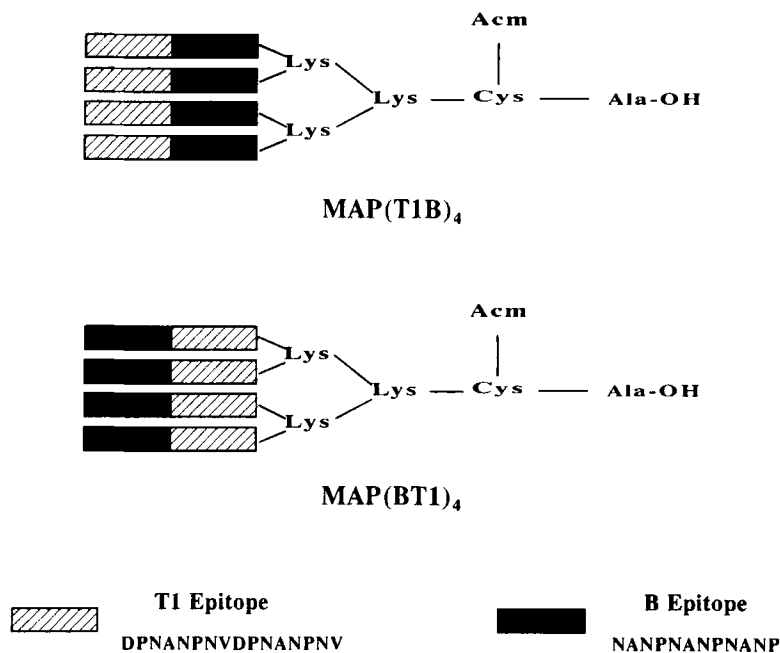 Acm
Lys
Lys — Cys — Ala-OH
Lys
MAP(T1B)4
Acm
Lys
Lys — Cys — Ala-OH
Lys
MAP(BT1)4
T1 Epitope
DPNANPNVDPNANPNV
B Epitope
NANPNANPNANP